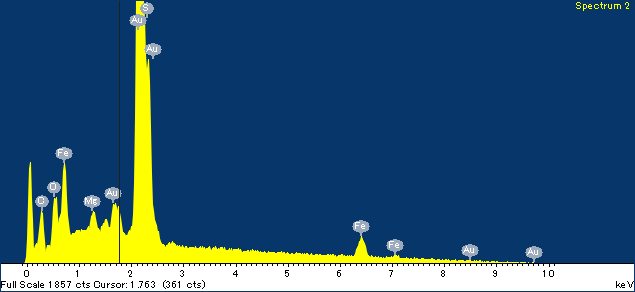 Spectrum 2
S
Au
Au
Fe
O
C
Mg
Au
Fe
Fe
Au
Au
0 1 2 3 4 5 6 7 8 9 10
Full Scale 1857 cts Cursor: 1.763 (361 cts) keV